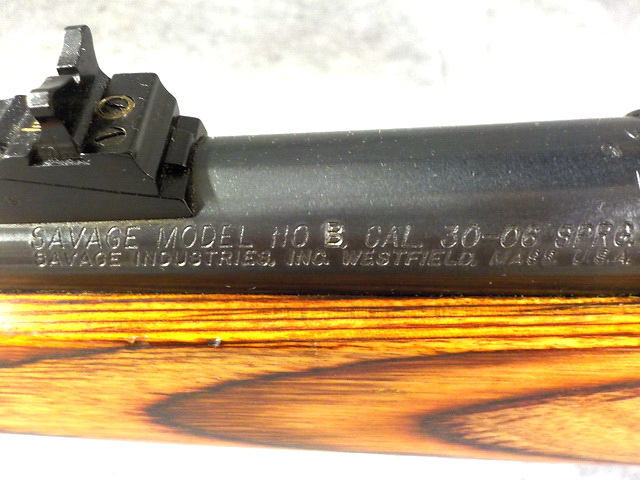 SAVAGE MODEL 110 B, CAL. 30-06 SPRG.
SAVAGE INDUSTRIES, INC. WESTFIELD, MASS. U.S.A.